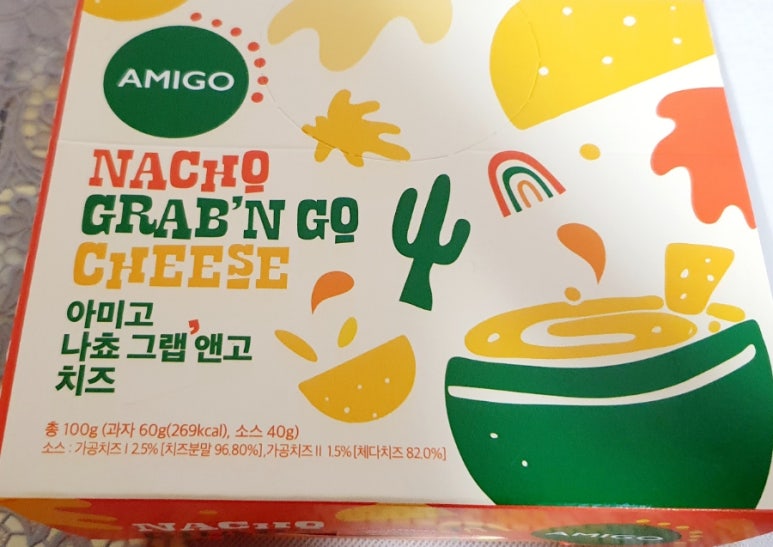 AMIGO
NACHO
GRAB'N GO
CHEESE
아미고
나쵸 그랩'앤고
치즈
총 100g (과자 60g(269kcal), 소스 40g)
소스 : 가공치즈 I 2.5% [치즈분말 96.80%], 가공치즈 II 1.5% [체다치즈 82.0%]
NACHO
AMIGO